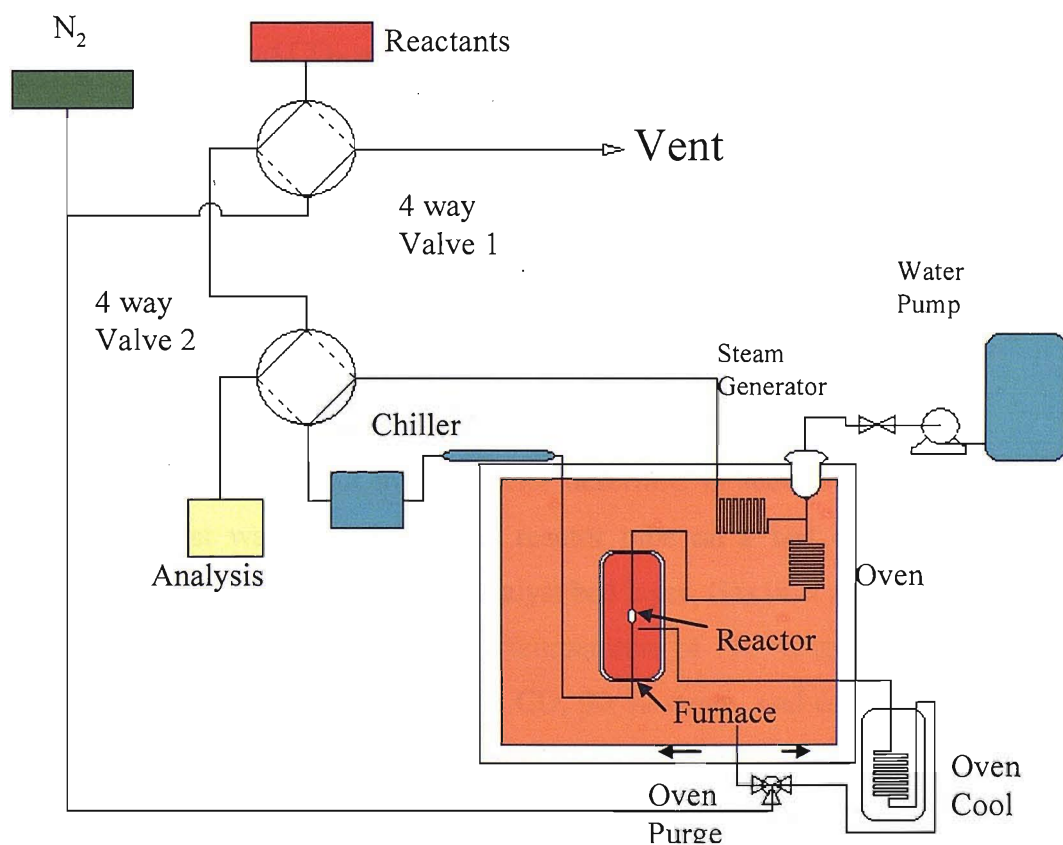 N₂
Reactants
Vent
4 way
Valve 1
4 way
Valve 2
Water
Pump
Steam
Generator
Chiller
Analysis
Oven
Reactor
Furnace
Oven
Purge
Oven
Cool